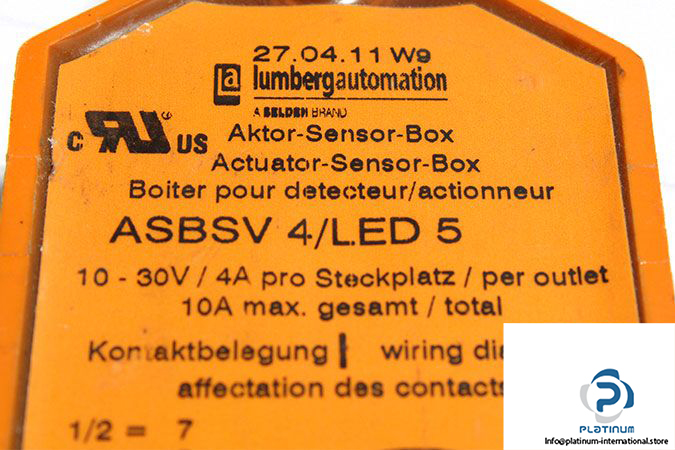 27.04.11 W9
lumbergautomation
A BELDEN BRAND
c RU US
Aktor-Sensor-Box
Actuator-Sensor-Box
Boiter pour detecteur/actionneur
ASBSV 4/LED 5
10 - 30V / 4A pro Steckplatz / per outlet
10A max. gesamt / total
Kontaktbelegung wiring
affectation des contacts
1/2 = 7
PLATINUM
Info@platinum-international.store